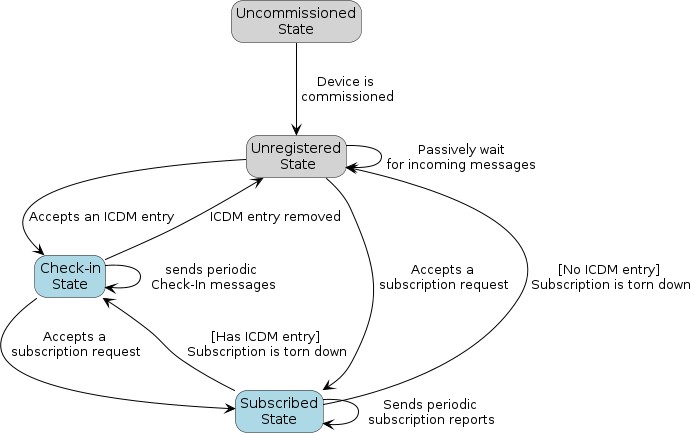 Uncommissioned
State
Device is
commissioned
Unregistered
State
Passively wait
for incoming messages
Accepts an ICDM entry
ICDM entry removed
Check-in
State
sends periodic
Check-In messages
Accepts a
subscription request
[No ICDM entry]
Subscription is torn down
Accepts a
subscription request
[Has ICDM entry]
Subscription is torn down
Subscribed
State
Sends periodic
subscription reports